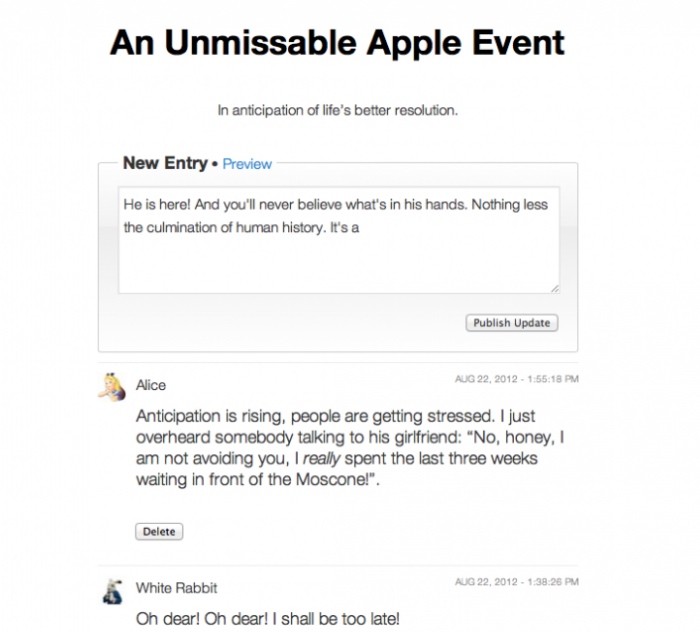 An Unmissable Apple Event
In anticipation of life's better resolution.
New Entry • Preview
He is here! And you'll never believe what's in his hands. Nothing less
the culmination of human history. It's a
Publish Update
Alice
AUG 22, 2012 - 1:55:18 PM
Anticipation is rising, people are getting stressed. I just
overheard somebody talking to his girlfriend: “No, honey, I
am not avoiding you, I really spent the last three weeks
waiting in front of the Moscone!”.
Delete
White Rabbit
AUG 22, 2012 - 1:38:26 PM
Oh dear! Oh dear! I shall be too late!